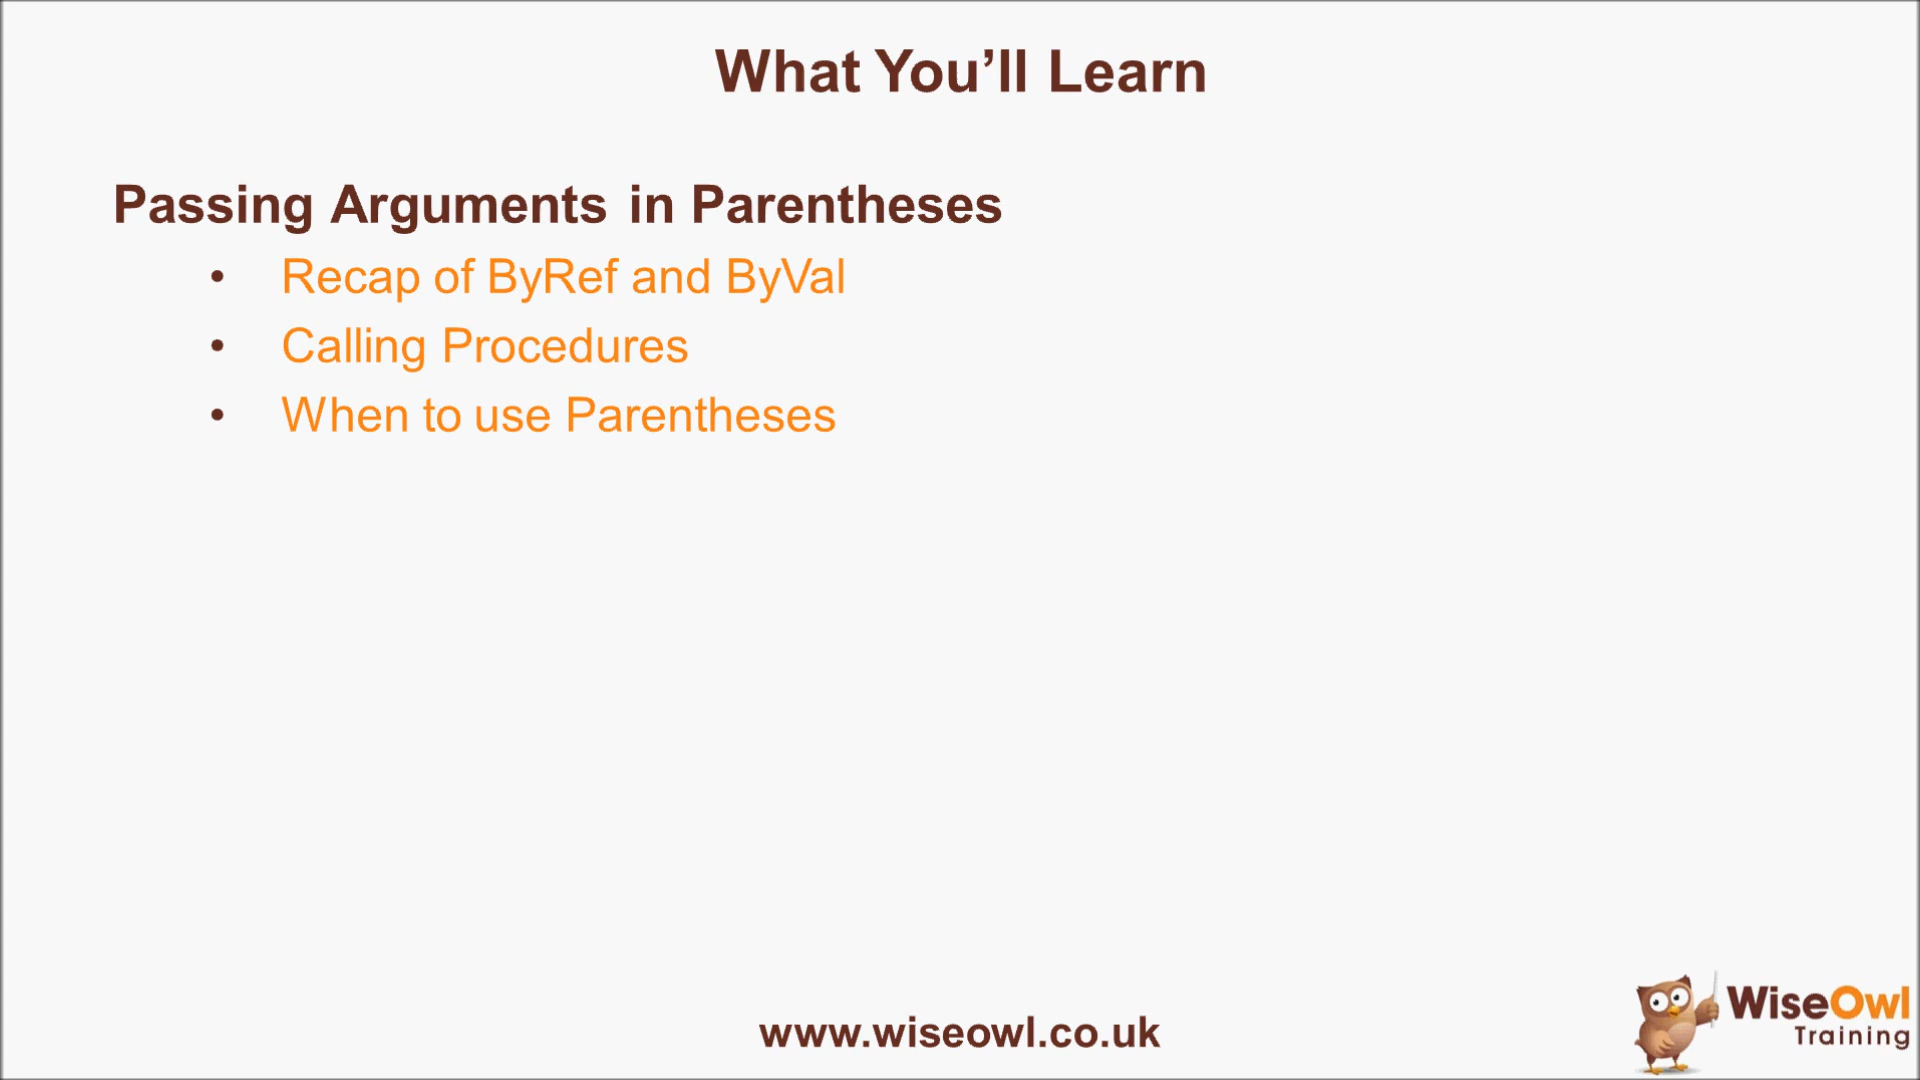 What You’ll Learn
Passing Arguments in Parentheses
• Recap of ByRef and ByVal
• Calling Procedures
• When to use Parentheses
www.wiseowl.co.uk
WiseOwl
Training